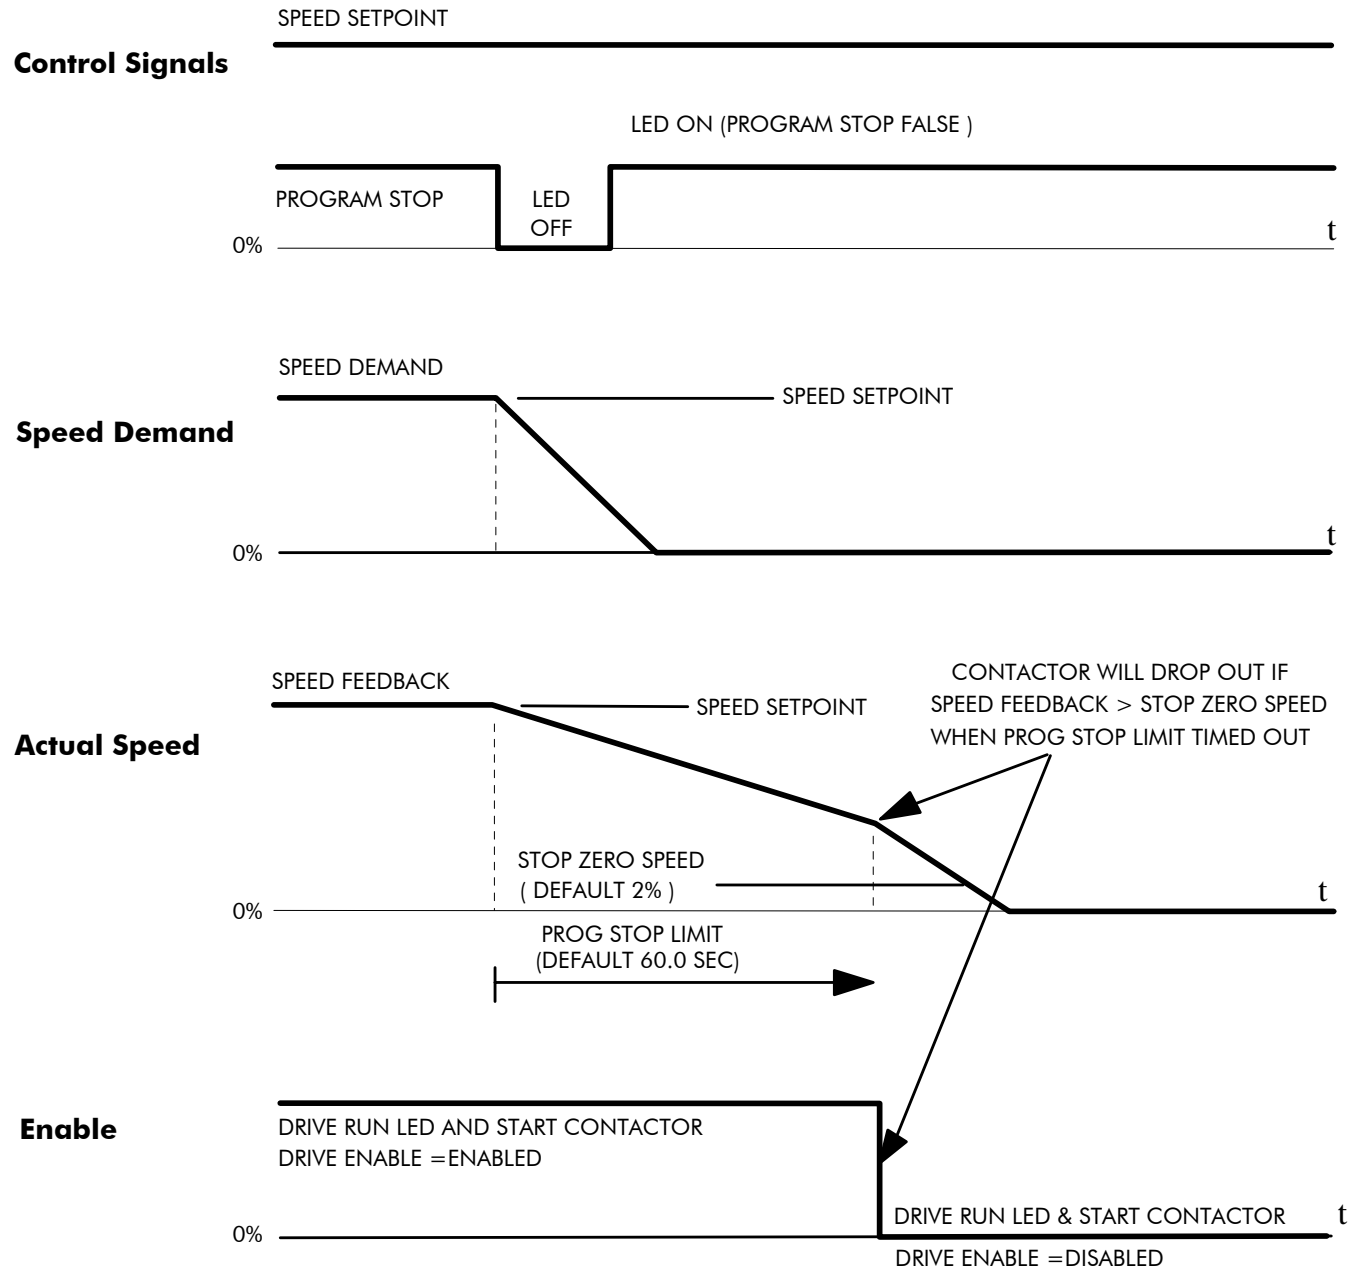 SPEED SETPOINT
Control Signals
LED ON (PROGRAM STOP FALSE )
PROGRAM STOP
LED
OFF
0%
t
SPEED DEMAND
SPEED SETPOINT
Speed Demand
0%
t
CONTACTOR WILL DROP OUT IF
SPEED FEEDBACK > STOP ZERO SPEED
WHEN PROG STOP LIMIT TIMED OUT
SPEED FEEDBACK
SPEED SETPOINT
Actual Speed
STOP ZERO SPEED
( DEFAULT 2% )
0%
t
PROG STOP LIMIT
(DEFAULT 60.0 SEC)
Enable
DRIVE RUN LED AND START CONTACTOR
DRIVE ENABLE =ENABLED
0%
DRIVE RUN LED & START CONTACTOR
t
DRIVE ENABLE =DISABLED